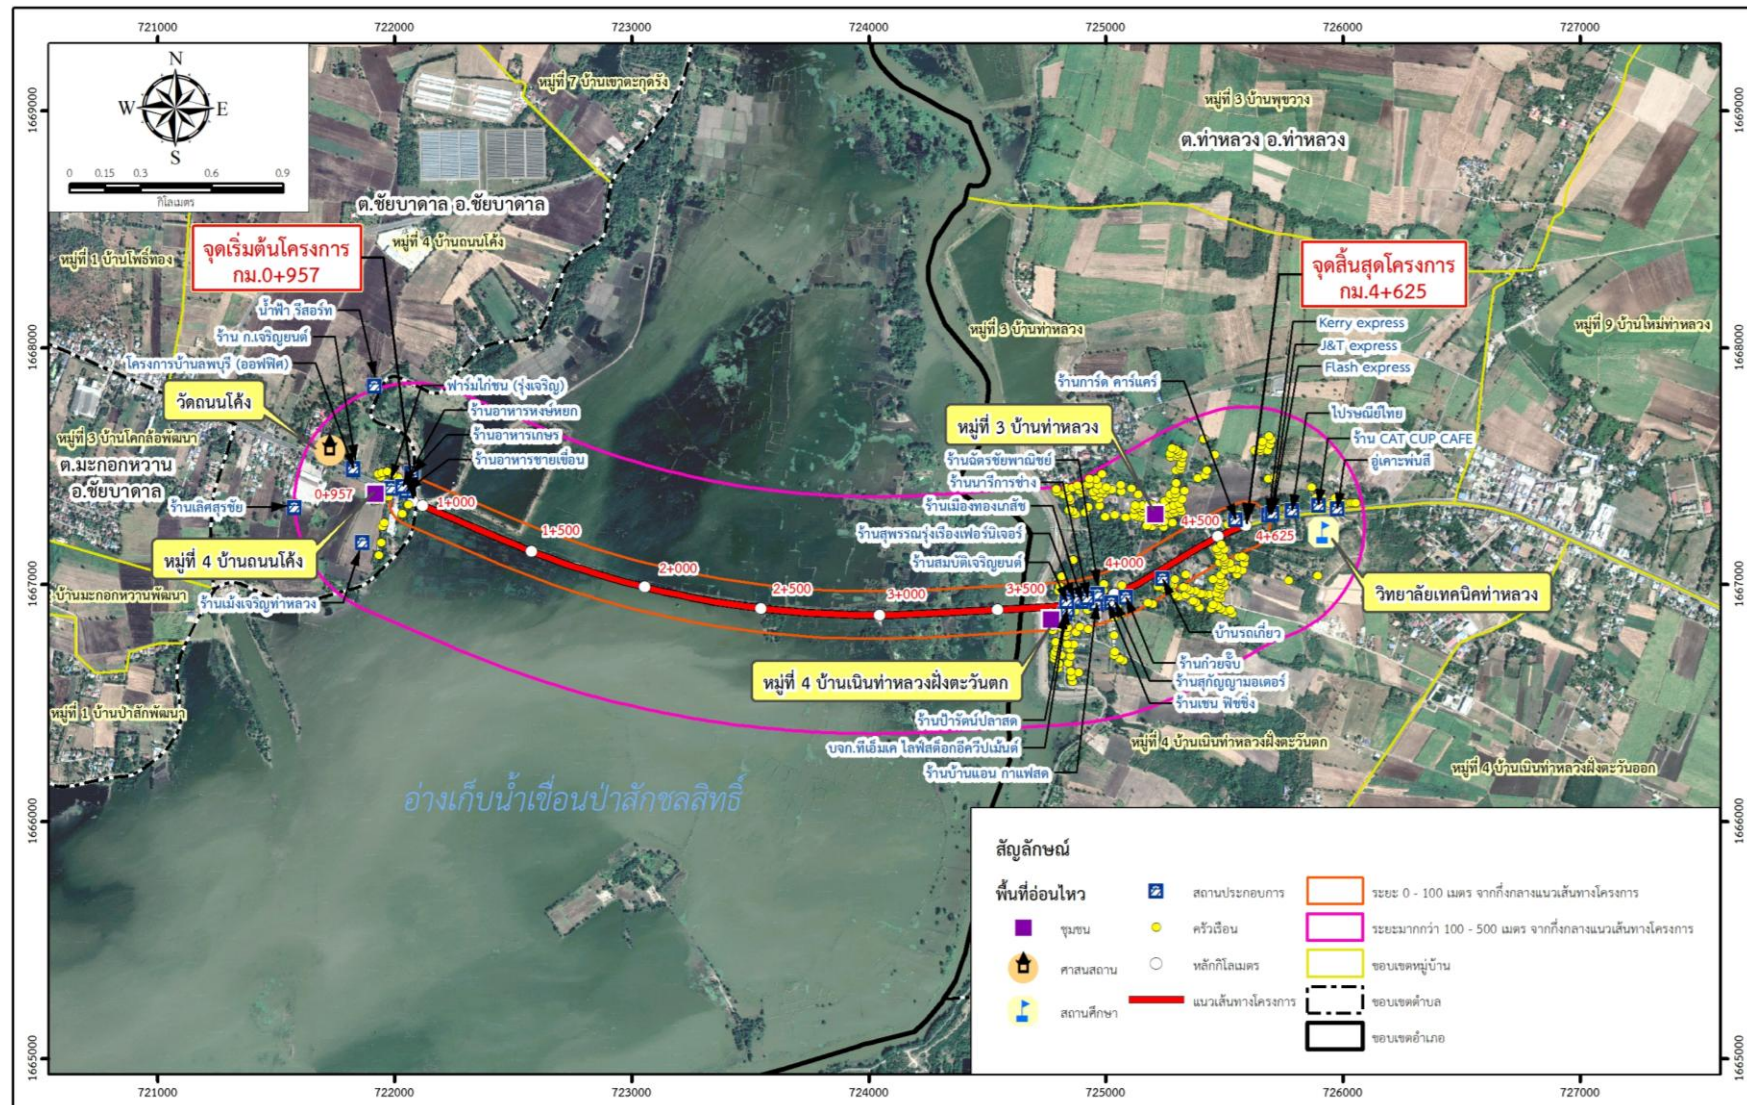 721000
722000
723000
724000
725000
726000
727000
1669000
1668000
1667000
1666000
1665000
N
W
E
S
0
0.15
0.3
0.6
0.9
กิโลเมตร
หมู่ที่ 7 บ้านเขาตะกุดรัง
หมู่ที่ 3 บ้านพุขวาง
ต.ท่าหลวง อ.ท่าหลวง
ต.ชัยบาดาล อ.ชัยบาดาล
หมู่ที่ 4 บ้านถนนโค้ง
หมู่ที่ 1 บ้านโพธิ์ทอง
จุดเริ่มต้นโครงการ
กม.0+957
จุดสิ้นสุดโครงการ
กม.4+625
น้ำฟ้า รีสอร์ท
ร้าน ก.เจริญยนต์
โครงการบ้านลพบุรี (ออฟฟิศ)
วัดถนนโค้ง
หมู่ที่ 3 บ้านโคกล้อพัฒนา
ต.มะกอกหวาน
อ.ชัยบาดาล
ร้านเลิศสุรชัย
หมู่ที่ 4 บ้านถนนโค้ง
บ้านมะกอกหวานพัฒนา
ร้านเม้งเจริญท่าหลวง
หมู่ที่ 1 บ้านป่าสักพัฒนา
ฟาร์มไก่ชน (รุ่งเจริญ)
ร้านอาหารหงษ์หยก
ร้านอาหารเกษร
ร้านอาหารชายเขื่อน
0+957
1+000
1+500
2+000
2+500
3+000
3+500
4+000
4+500
4+625
หมู่ที่ 3 บ้านท่าหลวง
หมู่ที่ 9 บ้านใหม่ท่าหลวง
Kerry express
J&T express
Flash express
ร้านการ์ด คาร์แคร์
ไปรษณีย์ไทย
ร้าน CAT CUP CAFE
อู่เคาะพ่นสี
หมู่ที่ 3 บ้านท่าหลวง
ร้านฉัตรชัยพาณิชย์
ร้านนารีการช่าง
ร้านเมืองทองเภสัช
ร้านสุพรรณรุ่งเรืองเฟอร์นิเจอร์
ร้านสมบัติเจริญยนต์
วิทยาลัยเทคนิคท่าหลวง
บ้านรถเกี่ยว
ร้านก๋วยจั๊บ
ร้านสุกัญญามอเตอร์
ร้านเชน ฟิชชิ่ง
หมู่ที่ 4 บ้านเนินท่าหลวงฝั่งตะวันตก
ร้านป้ารัตน์ปลาสด
บจก.ทีเอ็มเค ไลฟ์สต็อกอีควีปเม้นต์
ร้านบ้านแอน กาแฟสด
หมู่ที่ 4 บ้านเนินท่าหลวงฝั่งตะวันตก
หมู่ที่ 4 บ้านเนินท่าหลวงฝั่งตะวันออก
อ่างเก็บน้ำเขื่อนป่าสักชลสิทธิ์
สัญลักษณ์
พื้นที่อ่อนไหว
ชุมชน
ศาสนสถาน
สถานศึกษา
สถานประกอบการ
ครัวเรือน
หลักกิโลเมตร
แนวเส้นทางโครงการ
ระยะ 0 - 100 เมตร จากกึ่งกลางแนวเส้นทางโครงการ
ระยะมากกว่า 100 - 500 เมตร จากกึ่งกลางแนวเส้นทางโครงการ
ขอบเขตหมู่บ้าน
ขอบเขตตำบล
ขอบเขตอำเภอ
1669000
1668000
1667000
1666000
1665000
721000
722000
723000
724000
725000
726000
727000